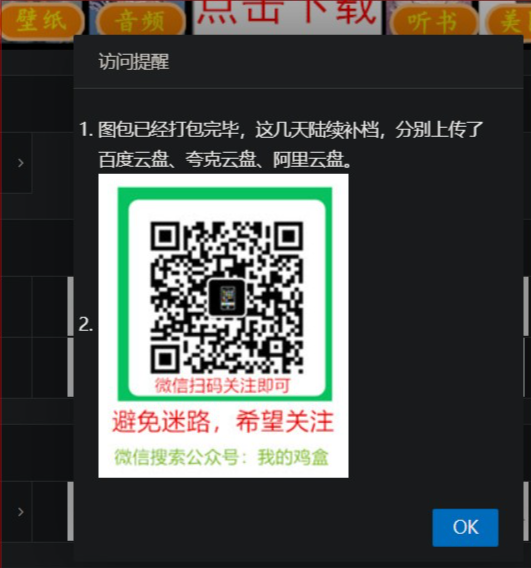 壁纸
音频
点击下载
听书
美
访问提醒
1. 图包已经打包完毕，这几天陆续补档，分别上传了
百度云盘、夸克云盘、阿里云盘。
2.
微信扫码关注即可
避免迷路，希望关注
微信搜索公众号：我的鸡盒
OK